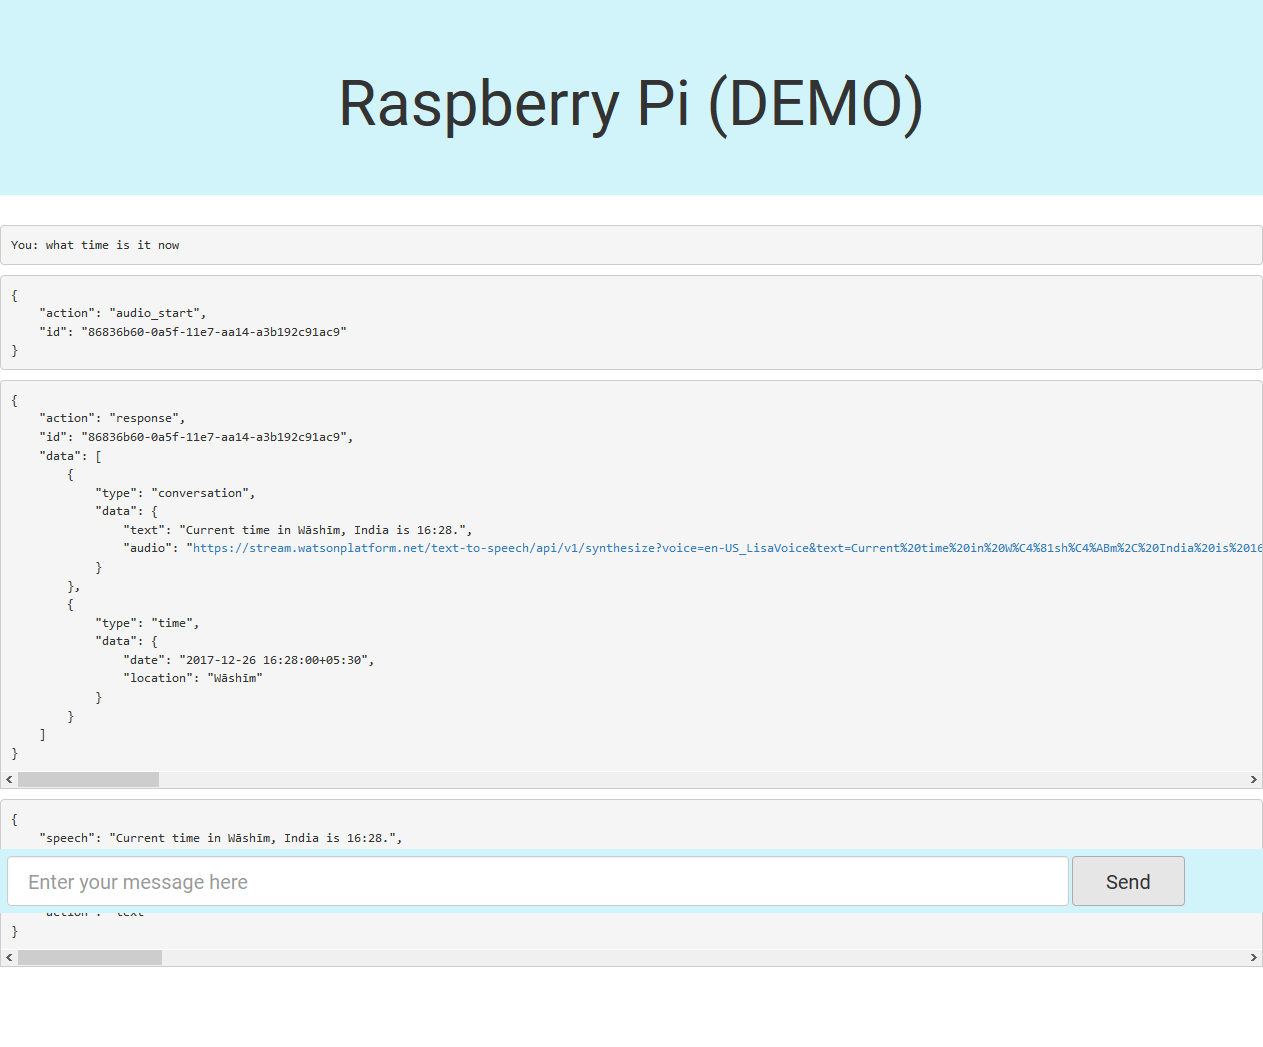 Raspberry Pi (DEMO)
You: what time is it now
{
    "action": "audio_start",
    "id": "86836b60-0a5f-11e7-aa14-a3b192c91ac9"
}
{
    "action": "response",
    "id": "86836b60-0a5f-11e7-aa14-a3b192c91ac9",
    "data": [
        {
            "type": "conversation",
            "data": {
                "text": "Current time in Wāshīm, India is 16:28.",
                "audio": "https://stream.watsonplatform.net/text-to-speech/api/v1/synthesize?voice=en-US_LisaVoice&text=Current%20time%20in%20W%C4%81sh%C4%ABm%2C%20India%20is%2016
            }
        },
        {
            "type": "time",
            "data": {
                "date": "2017-12-26 16:28:00+05:30",
                "location": "Wāshīm"
            }
        }
    ]
}
{
    "speech": "Current time in Wāshīm, India is 16:28.",
Enter your message here Send
    "action": "text"
}